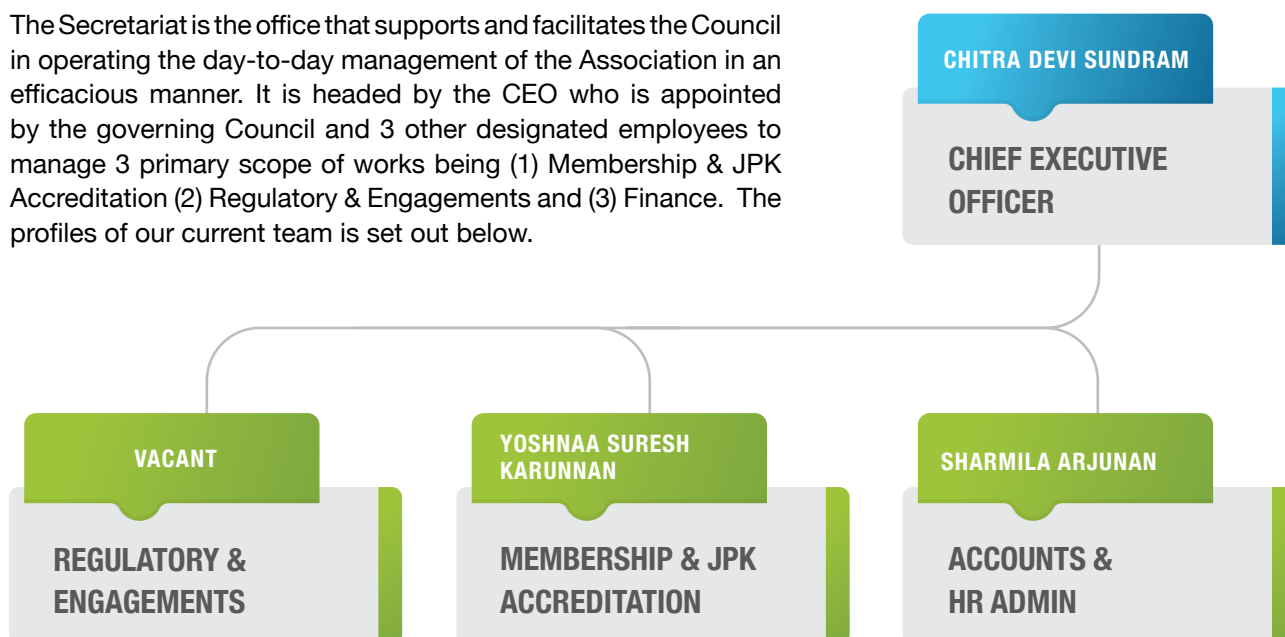 The Secretariat is the office that supports and facilitates the Council
in operating the day-to-day management of the Association in an
efficacious manner. It is headed by the CEO who is appointed
by the governing Council and 3 other designated employees to
manage 3 primary scope of works being (1) Membership & JPK
Accreditation (2) Regulatory & Engagements and (3) Finance. The
profiles of our current team is set out below.
CHITRA DEVI SUNDRAM
CHIEF EXECUTIVE
OFFICER
VACANT
REGULATORY &
ENGAGEMENTS
YOSHNAA SURESH
KARUNNAN
MEMBERSHIP & JPK
ACCREDITATION
SHARMILA ARJUNAN
ACCOUNTS &
HR ADMIN